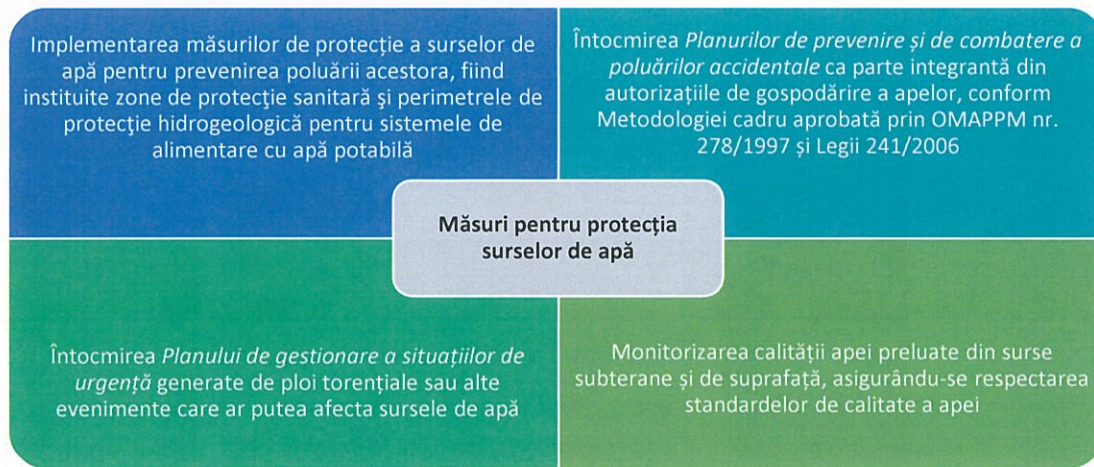 Implementarea măsurilor de protecție a surselor de
apă pentru prevenirea poluării acestora, fiind
instituite zone de protecţie sanitară şi perimetrele de
protecţie hidrogeologică pentru sistemele de
alimentare cu apă potabilă
Întocmirea Planurilor de prevenire și de combatere a
poluărilor accidentale ca parte integrantă din
autorizațiile de gospodărire a apelor, conform
Metodologiei cadru aprobată prin OMAPPM nr.
278/1997 și Legii 241/2006
Măsuri pentru protecția
surselor de apă
Întocmirea Planului de gestionare a situațiilor de
urgență generate de ploi torențiale sau alte
evenimente care ar putea afecta sursele de apă
Monitorizarea calității apei preluate din surse
subterane și de suprafață, asigurându-se respectarea
standardelor de calitate a apei